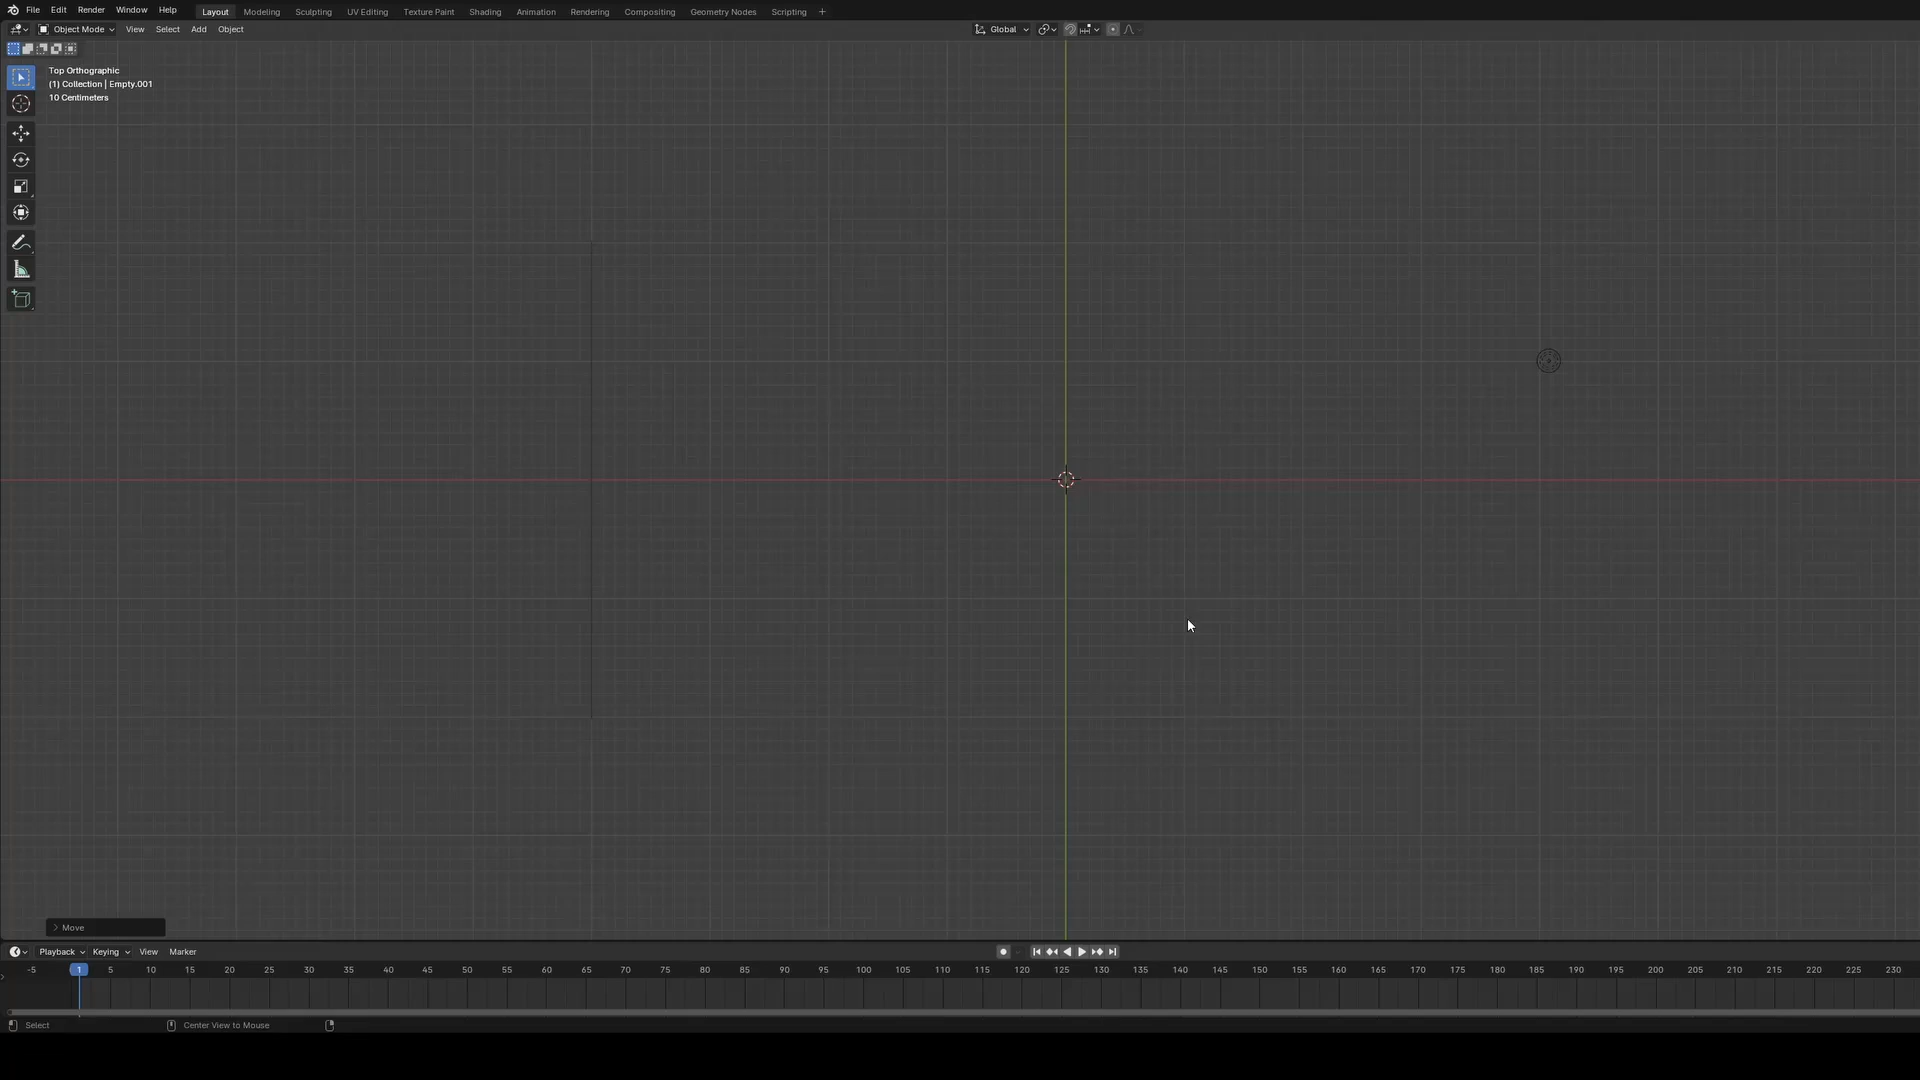 File Edit Render Window Help Layout Modeling Sculpting UV Editing Texture Paint Shading Animation Rendering Compositing Geometry Nodes Scripting +
Object Mode View Select Add Object Global
Top Orthographic
(1) Collection | Empty.001
10 Centimeters
> Move
Playback Keying View Marker
-5 1 5 10 15 20 25 30 35 40 45 50 55 60 65 70 75 80 85 90 95 100 105 110 115 120 125 130 135 140 145 150 155 160 165 170 175 180 185 190 195 200 205 210 215 220 225 230
Select Center View to Mouse